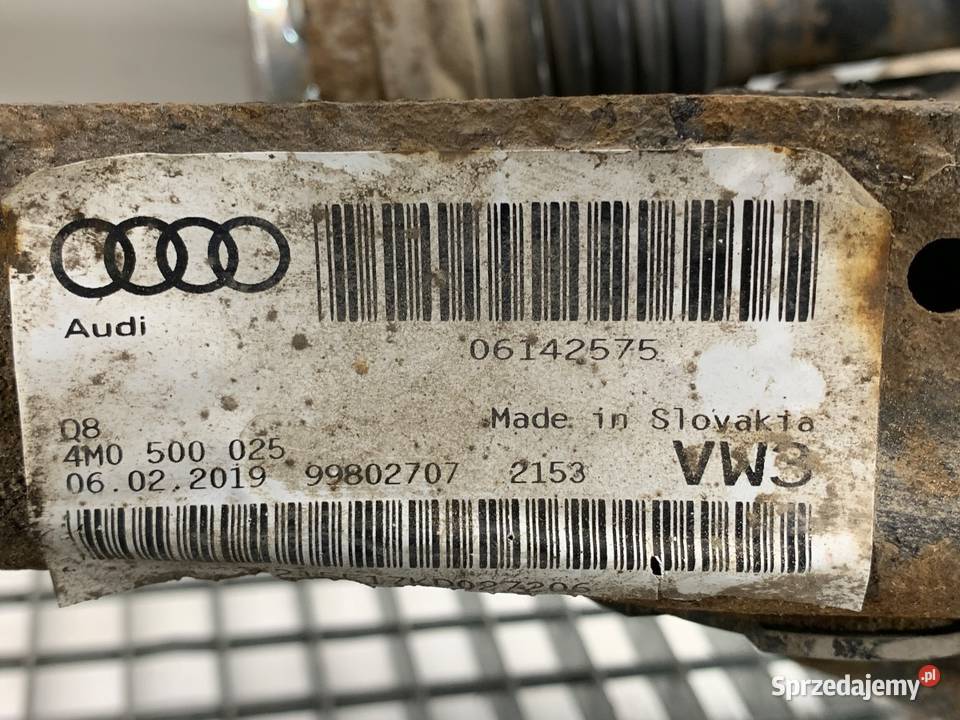 Audi
06142575
Q8
Made in Slovakia
4M0 500 025
VW3
06.02.2019 99802707 2153
Sprzedajemy.pl